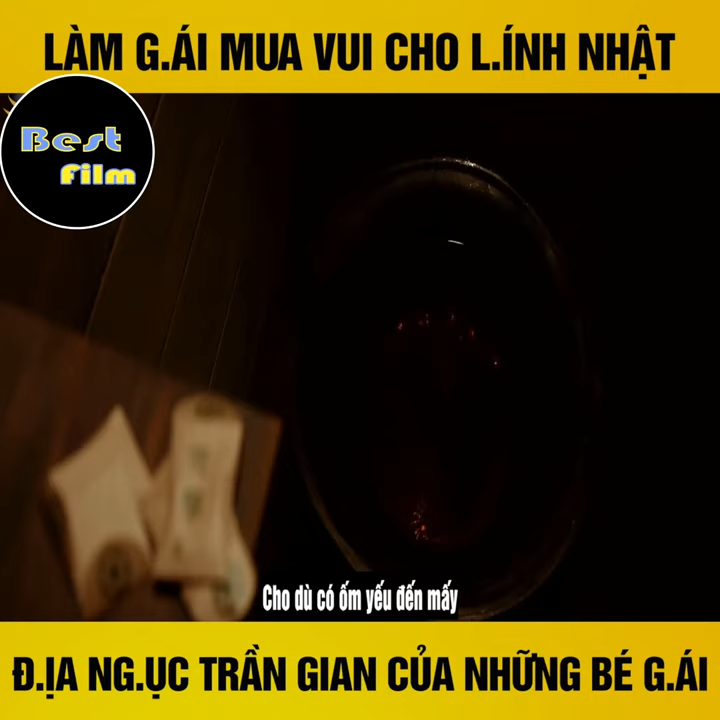 LÀM G.ÁI MUA VUI CHO L.ÍNH NHẬT
Best
Film
Cho dù có ốm yếu đến mấy
Đ.ỊA NG.ỤC TRẦN GIAN CỦA NHỮNG BÉ G.ÁI